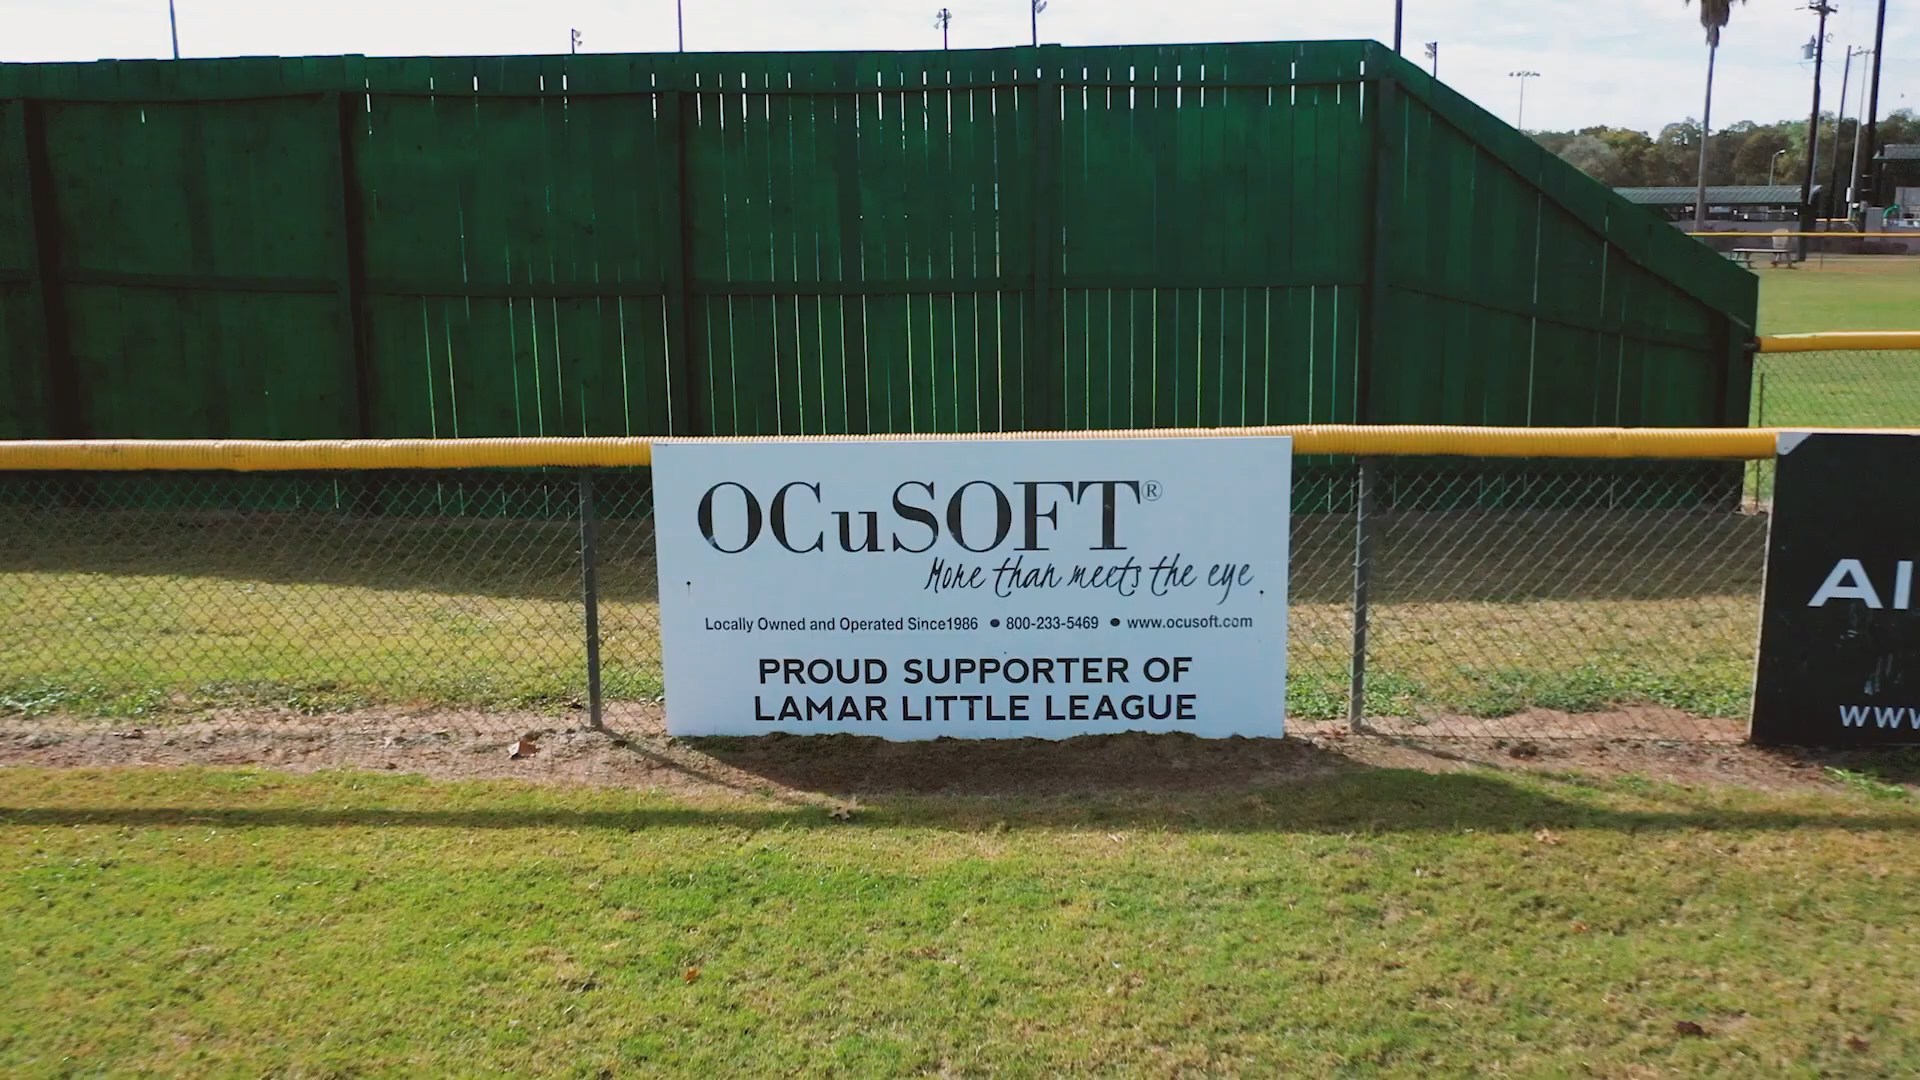 OCuSOFT®
More than meets the eye.
Locally Owned and Operated Since1986 • 800-233-5469 • www.ocusoft.com
PROUD SUPPORTER OF
LAMAR LITTLE LEAGUE